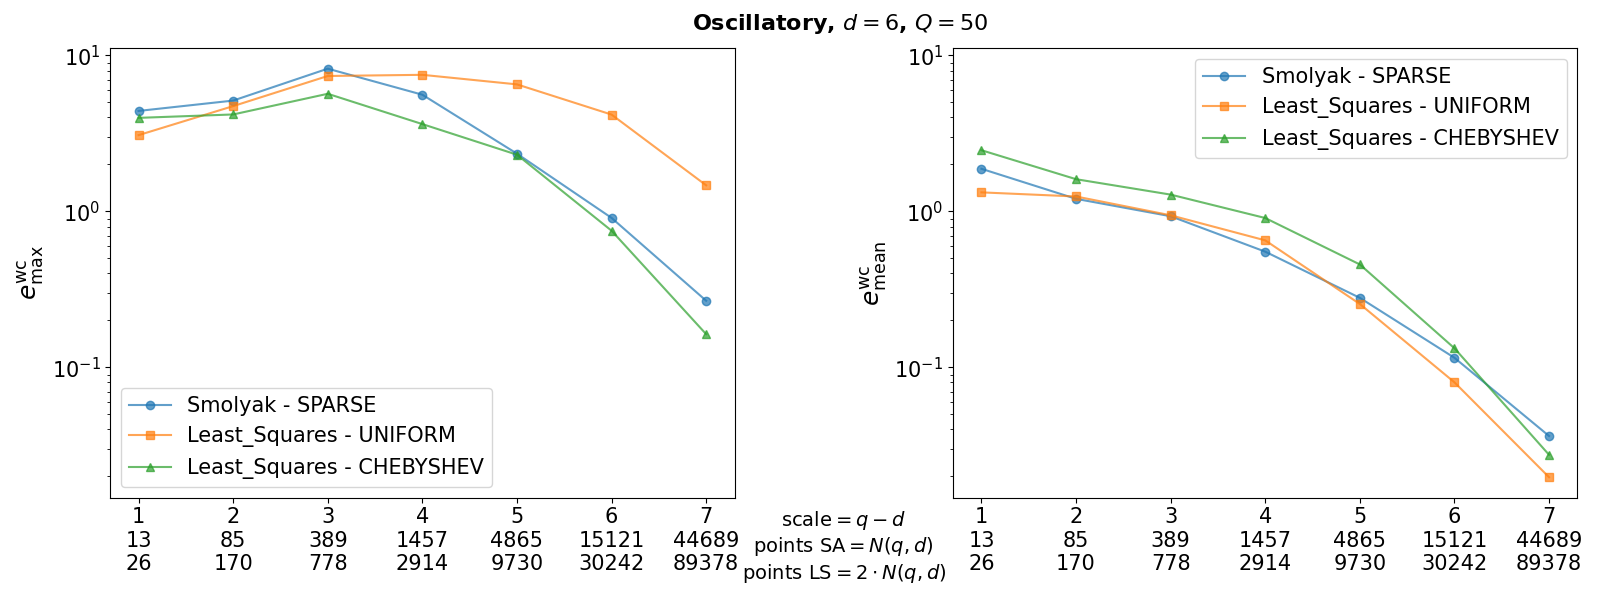 Oscillatory, d = 6, Q = 50
10¹
10⁰
10⁻¹
e^wc_max
Smolyak - SPARSE
Least_Squares - UNIFORM
Least_Squares - CHEBYSHEV
1 2 3 4 5 6 7
13 85 389 1457 4865 15121 44689
26 170 778 2914 9730 30242 89378
scale = q − d
points SA = N(q, d)
points LS = 2 · N(q, d)
10¹
10⁰
10⁻¹
e^wc_mean
Smolyak - SPARSE
Least_Squares - UNIFORM
Least_Squares - CHEBYSHEV
1 2 3 4 5 6 7
13 85 389 1457 4865 15121 44689
26 170 778 2914 9730 30242 89378